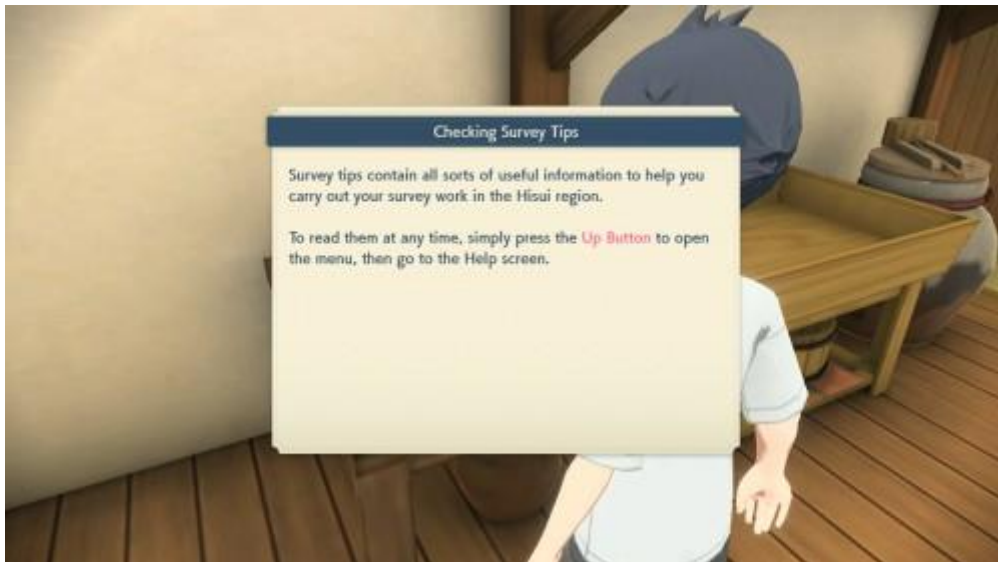 Checking Survey Tips
Survey tips contain all sorts of useful information to help you
carry out your survey work in the Hisui region.
To read them at any time, simply press the Up Button to open
the menu, then go to the Help screen.